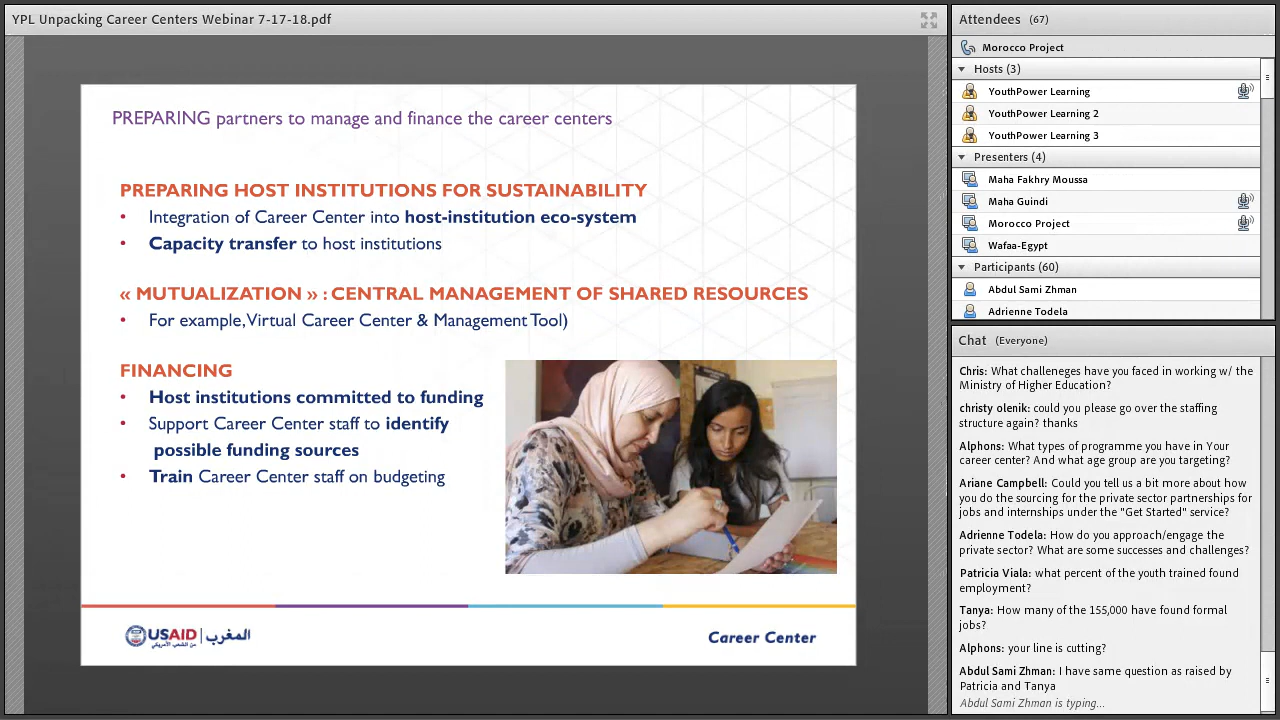 YPL Unpacking Career Centers Webinar 7-17-18.pdf
PREPARING partners to manage and finance the career centers
PREPARING HOST INSTITUTIONS FOR SUSTAINABILITY
• Integration of Career Center into host-institution eco-system
• Capacity transfer to host institutions
« MUTUALIZATION » : CENTRAL MANAGEMENT OF SHARED RESOURCES
• For example, Virtual Career Center & Management Tool)
FINANCING
• Host institutions committed to funding
• Support Career Center staff to identify
possible funding sources
• Train Career Center staff on budgeting
USAID | المغرب
من الشعب الأمريكي
Career Center
Attendees (67)
Morocco Project
Hosts (3)
YouthPower Learning
YouthPower Learning 2
YouthPower Learning 3
Presenters (4)
Maha Fakhry Moussa
Maha Guindi
Morocco Project
Wafaa-Egypt
Participants (60)
Abdul Sami Zhman
Adrienne Todela
Chat (Everyone)
Chris: What challeneges have you faced in working w/ the
Ministry of Higher Education?
christy olenik: could you please go over the staffing
structure again? thanks
Alphons: What types of programme you have in Your
career center? And what age group are you targeting?
Ariane Campbell: Could you tell us a bit more about how
you do the sourcing for the private sector partnerships for
jobs and internships under the "Get Started" service?
Adrienne Todela: How do you approach/engage the
private sector? What are some successes and challenges?
Patricia Viala: what percent of the youth trained found
employment?
Tanya: How many of the 155,000 have found formal
jobs?
Alphons: your line is cutting?
Abdul Sami Zhman: I have same question as raised by
Patricia and Tanya
Abdul Sami Zhman is typing...